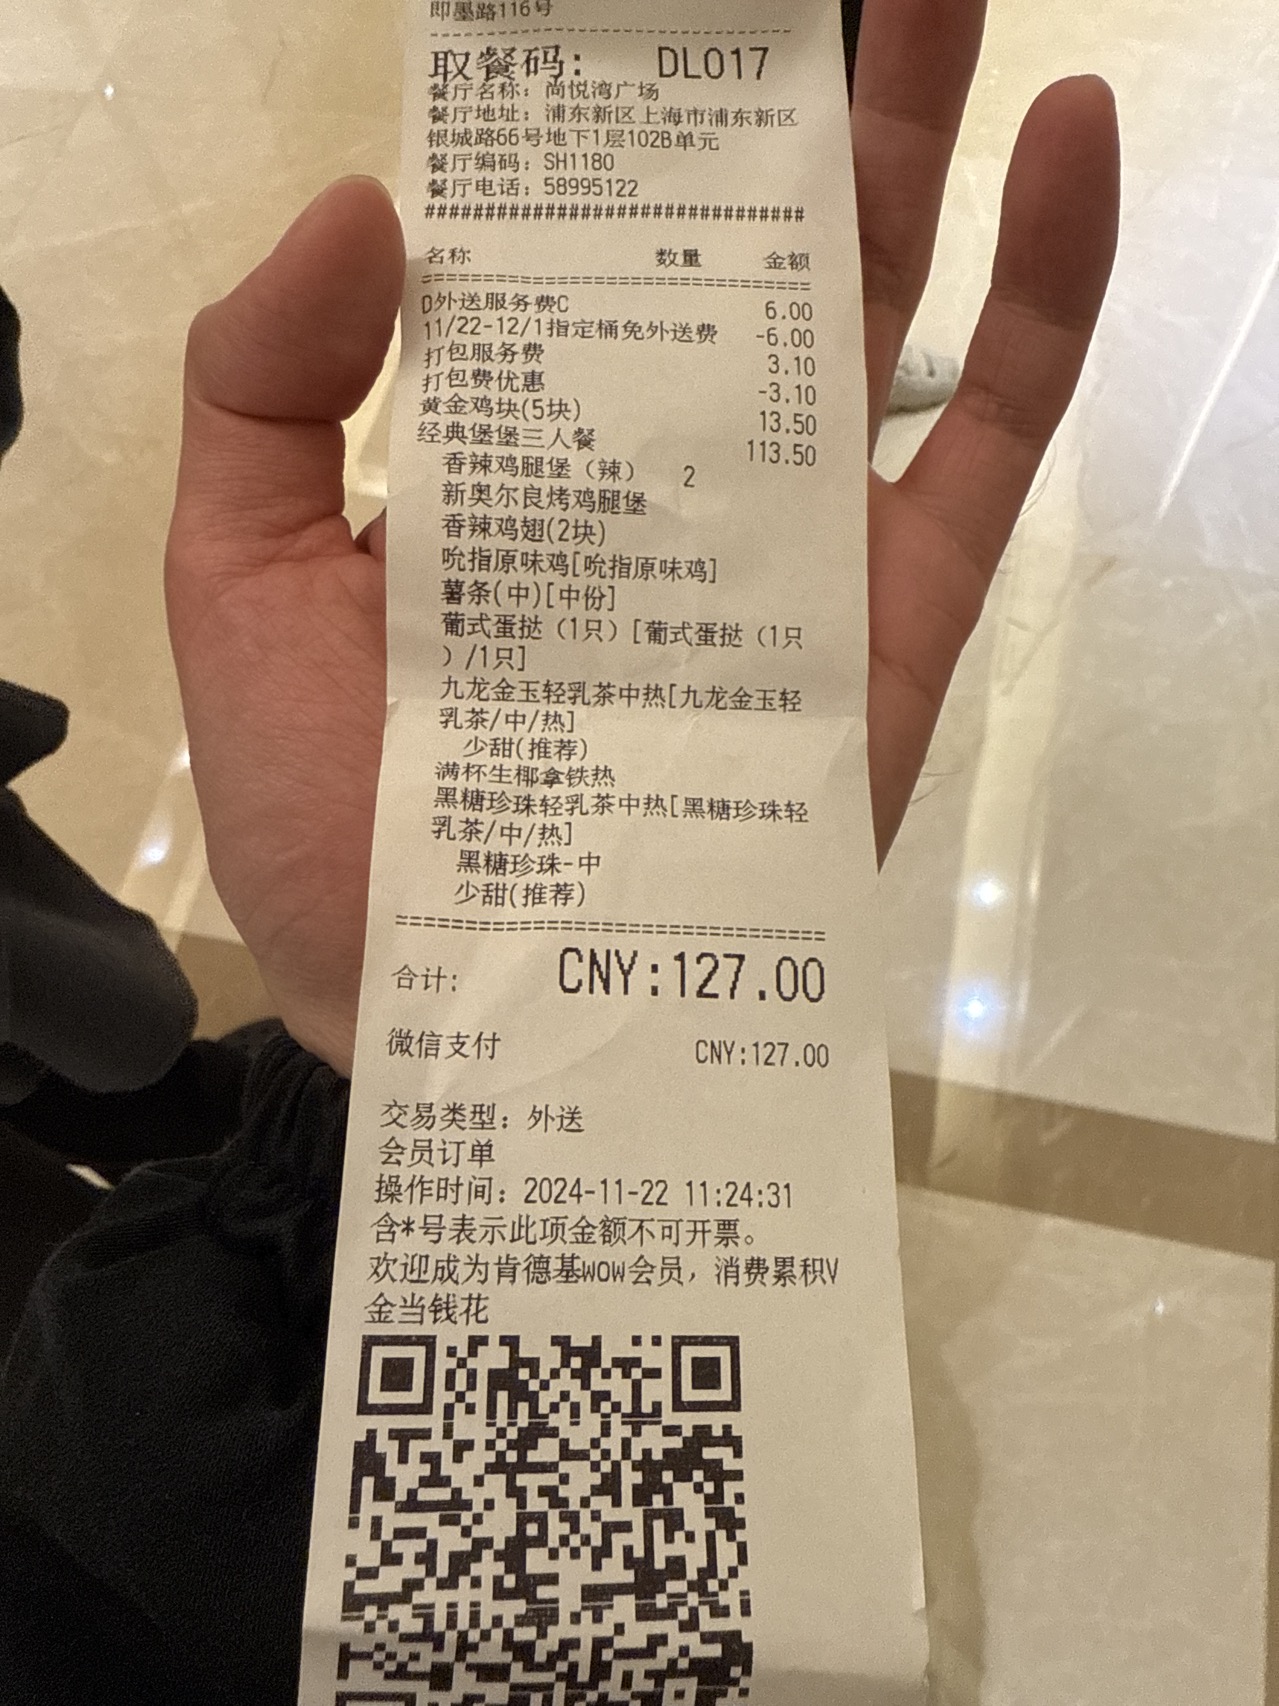 即墨路116号
--------------------------------
取餐码： DL017
餐厅名称：尚悦湾广场
餐厅地址：浦东新区上海市浦东新区
银城路66号地下1层102B单元
餐厅编码：SH1180
餐厅电话：58995122
################################
名称 数量 金额
================================
D外送服务费C 6.00
11/22-12/1指定桶免外送费 -6.00
打包服务费 3.10
打包费优惠 -3.10
黄金鸡块(5块) 13.50
经典堡堡三人餐 113.50
香辣鸡腿堡（辣） 2
新奥尔良烤鸡腿堡
香辣鸡翅(2块)
吮指原味鸡[吮指原味鸡]
薯条(中)[中份]
葡式蛋挞（1只）[葡式蛋挞（1只
）/1只]
九龙金玉轻乳茶中热[九龙金玉轻
乳茶/中/热]
少甜(推荐)
满杯生椰拿铁热
黑糖珍珠轻乳茶中热[黑糖珍珠轻
乳茶/中/热]
黑糖珍珠-中
少甜(推荐)
================================
合计: CNY:127.00
微信支付 CNY:127.00
交易类型：外送
会员订单
操作时间：2024-11-22 11:24:31
含*号表示此项金额不可开票。
欢迎成为肯德基WOW会员，消费累积V
金当钱花